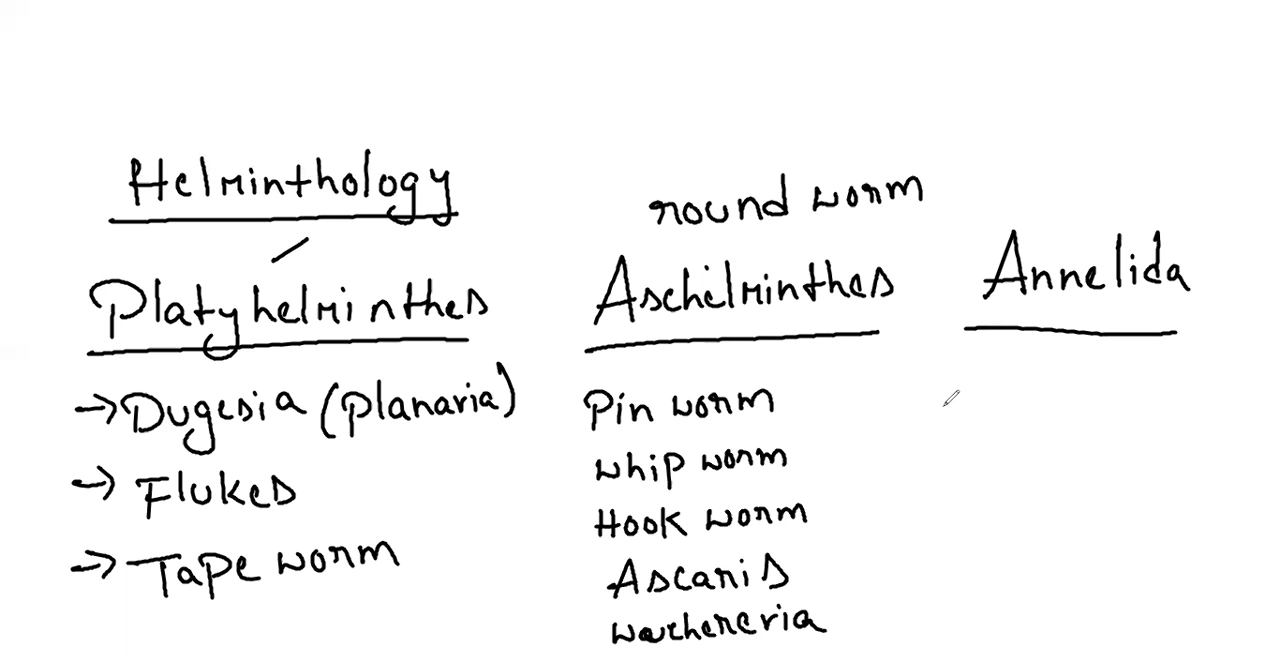 Helminthology
Platyhelminthes
→ Dugesia (planaria)
→ Flukes
→ Tape worm
round worm
Aschelminthes
Pin worm
whip worm
Hook worm
Ascaris
wuchereria
Annelida